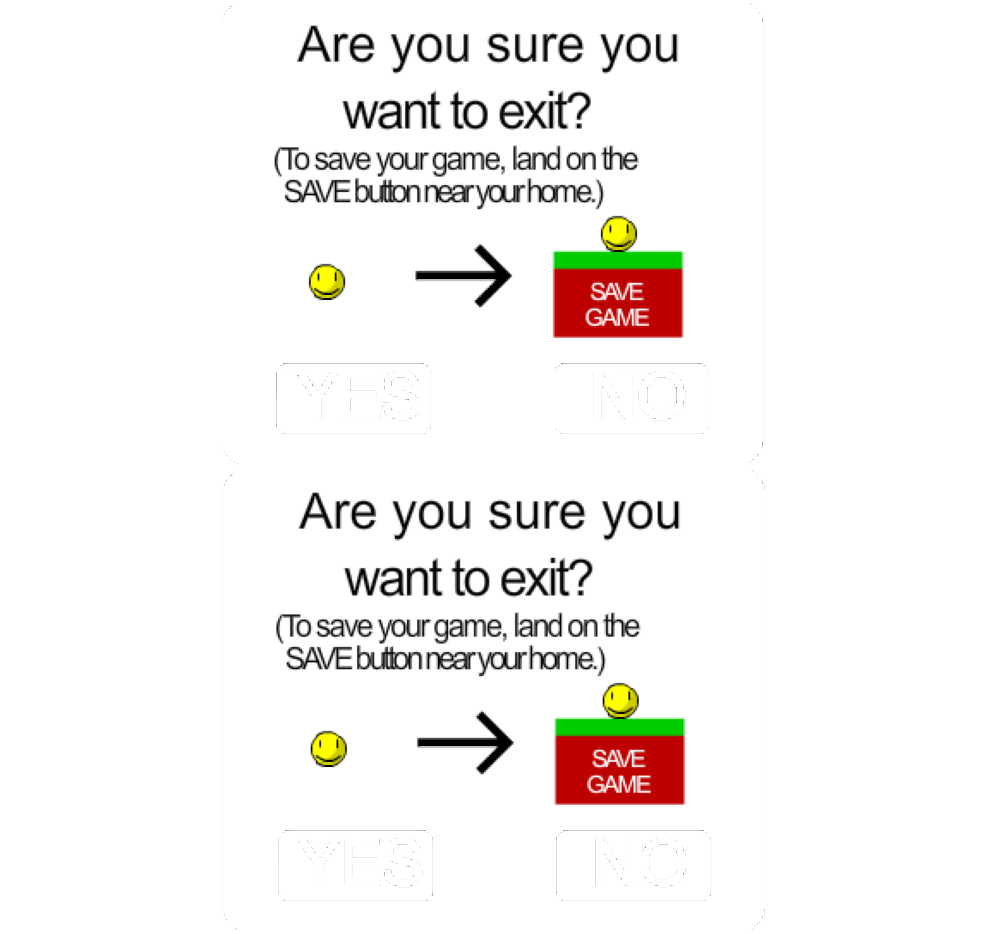 Are you sure you
want to exit?
(To save your game, land on the
SAVE button near your home.)
SAVE
GAME
YES NO
Are you sure you
want to exit?
(To save your game, land on the
SAVE button near your home.)
SAVE
GAME
YES NO